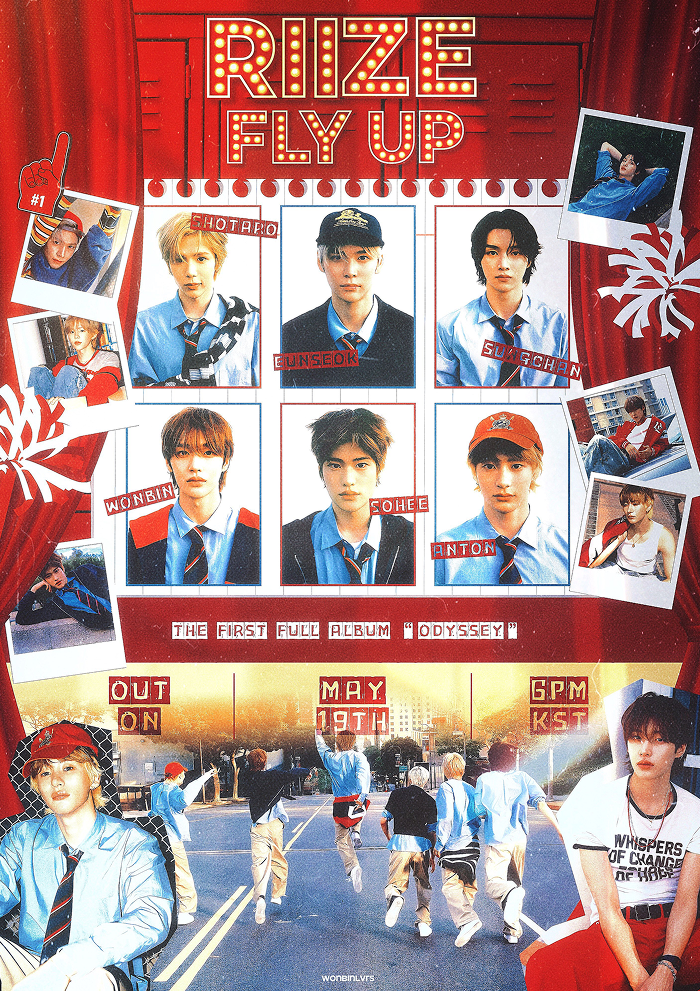 RIIZE
FLY UP
#1
SHOTARO
EUNSEOK
SUNGCHAN
WONBIN
SOHEE
ANTON
THE FIRST FULL ALBUM “ODYSSEY”
OUT
ON
MAY
19TH
6PM
KST
WHISPERS
OF CHANGE
OF
WONBINLVRS